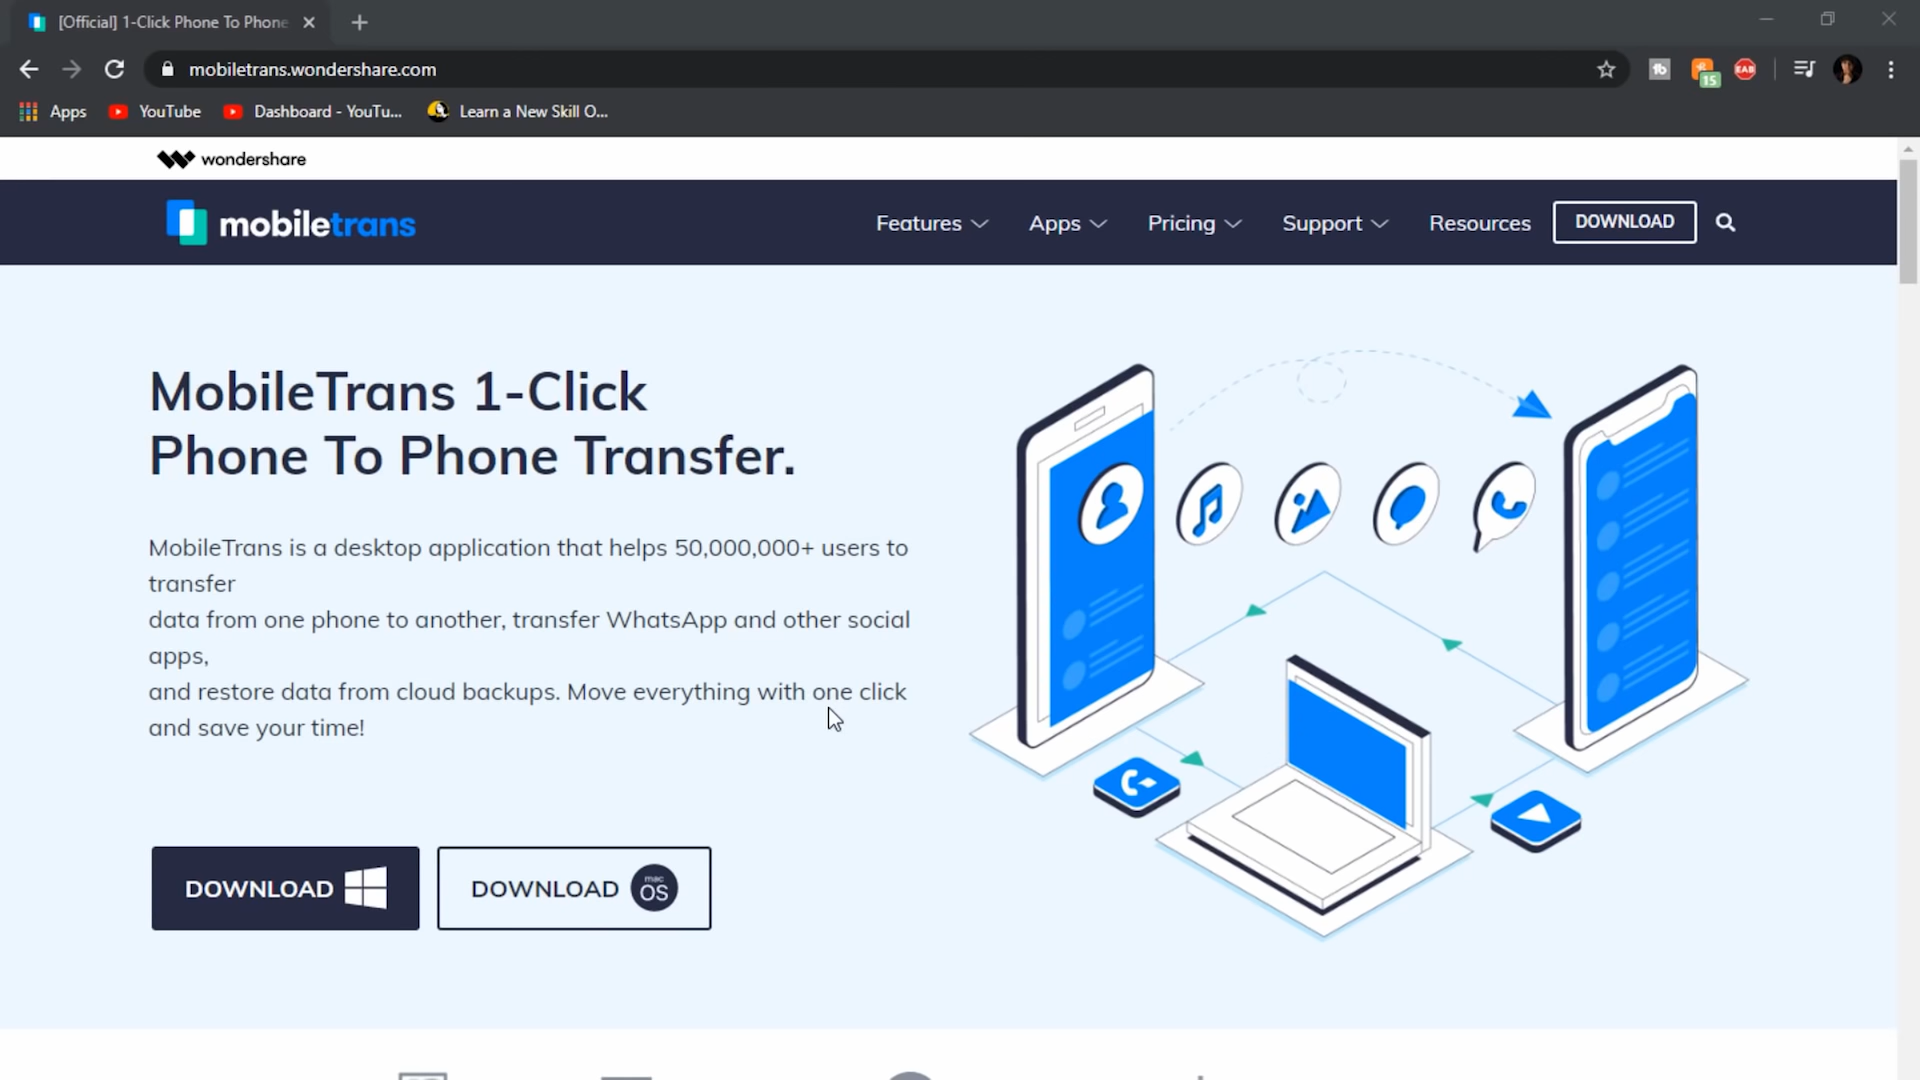 [Official] 1-Click Phone To Phone
mobiletrans.wondershare.com
15
EAB
Apps
YouTube
Dashboard - YouTu...
Learn a New Skill O...
wondershare
mobiletrans
Features
Apps
Pricing
Support
Resources
DOWNLOAD
MobileTrans 1-Click
Phone To Phone Transfer.
MobileTrans is a desktop application that helps 50,000,000+ users to
transfer
data from one phone to another, transfer WhatsApp and other social
apps,
and restore data from cloud backups. Move everything with one click
and save your time!
DOWNLOAD
DOWNLOAD
mac
OS